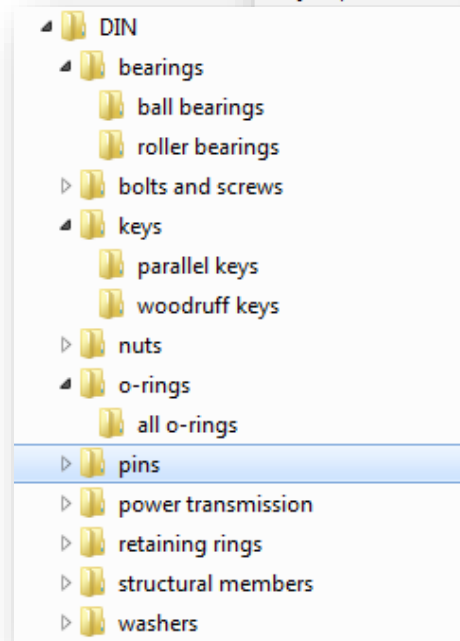 DIN
bearings
ball bearings
roller bearings
bolts and screws
keys
parallel keys
woodruff keys
nuts
o-rings
all o-rings
pins
power transmission
retaining rings
structural members
washers